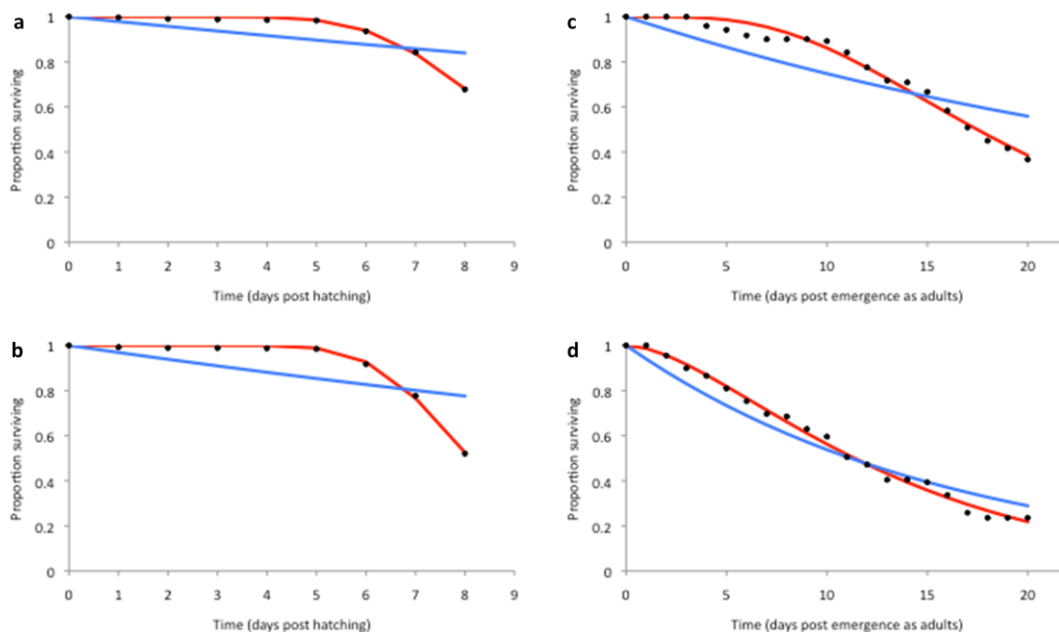 a
Proportion surviving
1
0.8
0.6
0.4
0.2
0
0 1 2 3 4 5 6 7 8 9
Time (days post hatching)
c
Proportion surviving
1
0.8
0.6
0.4
0.2
0
0 5 10 15 20
Time (days post emergence as adults)
b
Proportion surviving
1
0.8
0.6
0.4
0.2
0
0 1 2 3 4 5 6 7 8 9
Time (days post hatching)
d
Proportion surviving
1
0.8
0.6
0.4
0.2
0
0 5 10 15 20
Time (days post emergence as adults)